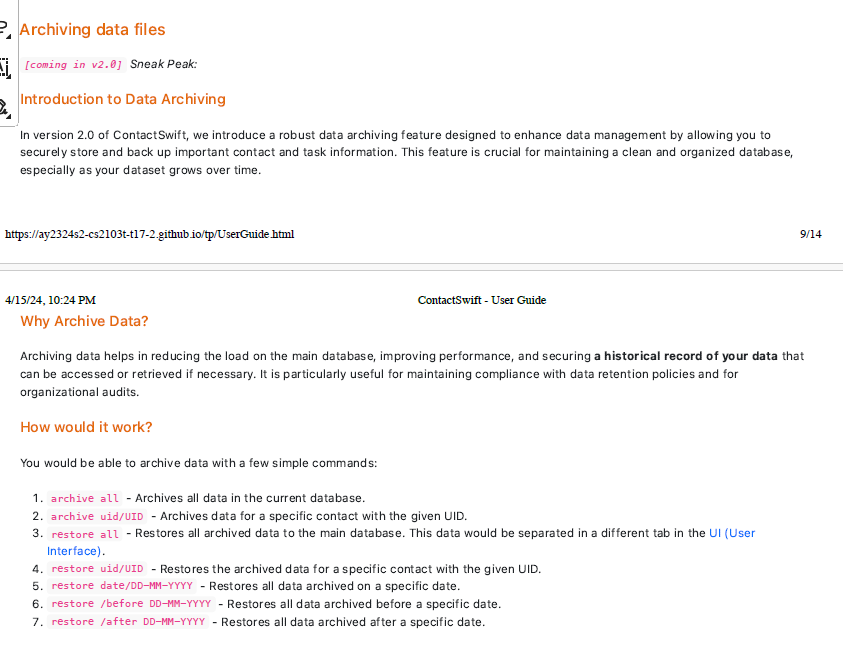 Archiving data files
[coming in v2.0] Sneak Peak:
Introduction to Data Archiving
In version 2.0 of ContactSwift, we introduce a robust data archiving feature designed to enhance data management by allowing you to
securely store and back up important contact and task information. This feature is crucial for maintaining a clean and organized database,
especially as your dataset grows over time.
https://ay2324s2-cs2103t-t17-2.github.io/tp/UserGuide.html 9/14
4/15/24, 10:24 PM ContactSwift - User Guide
Why Archive Data?
Archiving data helps in reducing the load on the main database, improving performance, and securing a historical record of your data that
can be accessed or retrieved if necessary. It is particularly useful for maintaining compliance with data retention policies and for
organizational audits.
How would it work?
You would be able to archive data with a few simple commands:
1. archive all - Archives all data in the current database.
2. archive uid/UID - Archives data for a specific contact with the given UID.
3. restore all - Restores all archived data to the main database. This data would be separated in a different tab in the UI (User
Interface).
4. restore uid/UID - Restores the archived data for a specific contact with the given UID.
5. restore date/DD-MM-YYYY - Restores all data archived on a specific date.
6. restore /before DD-MM-YYYY - Restores all data archived before a specific date.
7. restore /after DD-MM-YYYY - Restores all data archived after a specific date.